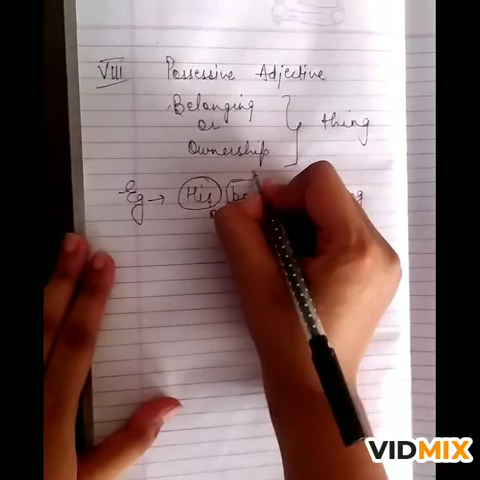 VIII Possessive Adjective
Belonging
or
Ownership
thing
Eg → His
VIDMIX